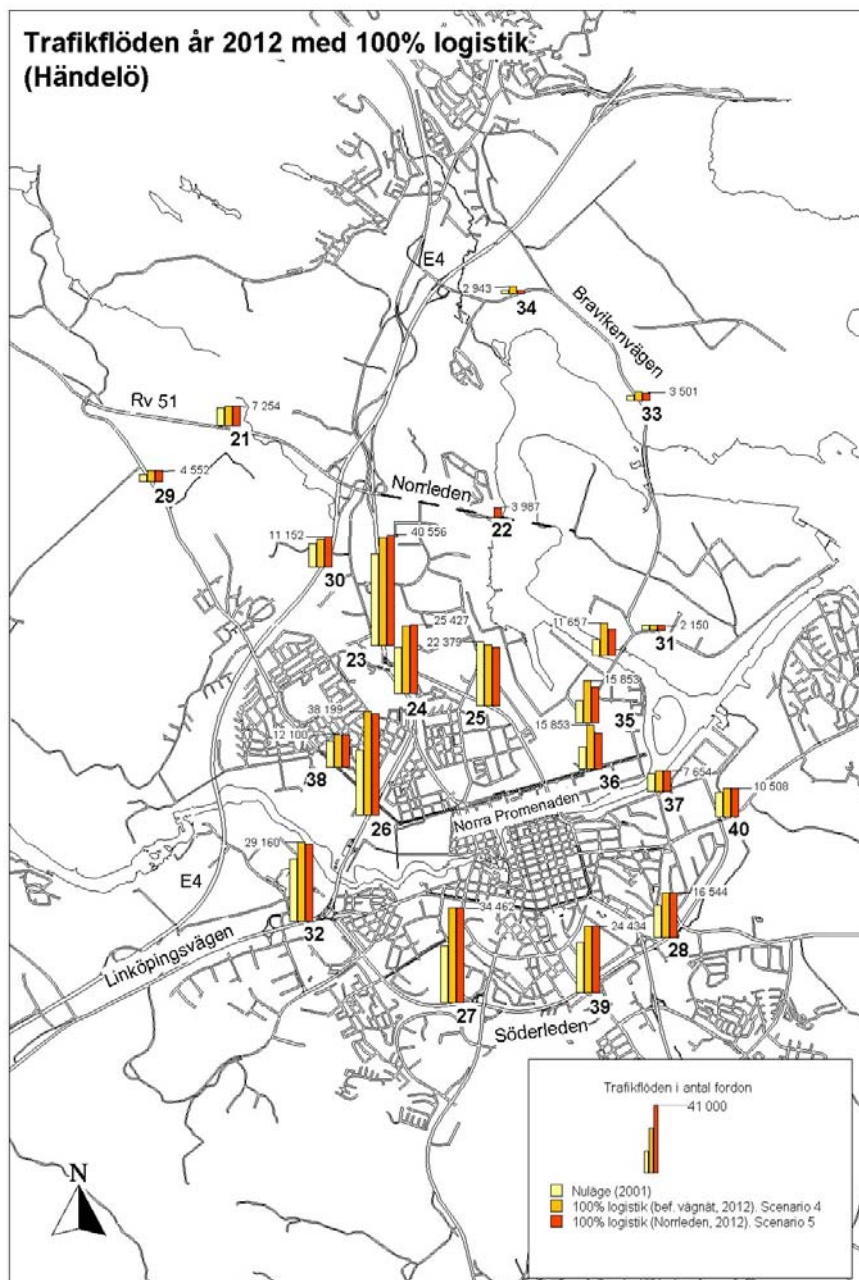 Trafikflöden år 2012 med 100% logistik
(Händelö)
E4
2 943
34
Bravikenvägen
3 501
33
Rv 51
7 254
21
4 552
29
Norrleden
3 987
22
11 152
30
40 556
23
25 427
24
22 379
25
11 657
2 150
31
15 853
35
15 853
36
38 199
12 100
38
26
7 654
37
Norra Promenaden
10 508
40
29 160
E4
32
Linköpingsvägen
34 462
27
24 434
39
16 544
28
Söderleden
Trafikflöden i antal fordon
41 000
Nuläge (2001)
100% logistik (bef. vägnät, 2012). Scenario 4
100% logistik (Norrleden, 2012). Scenario 5
N